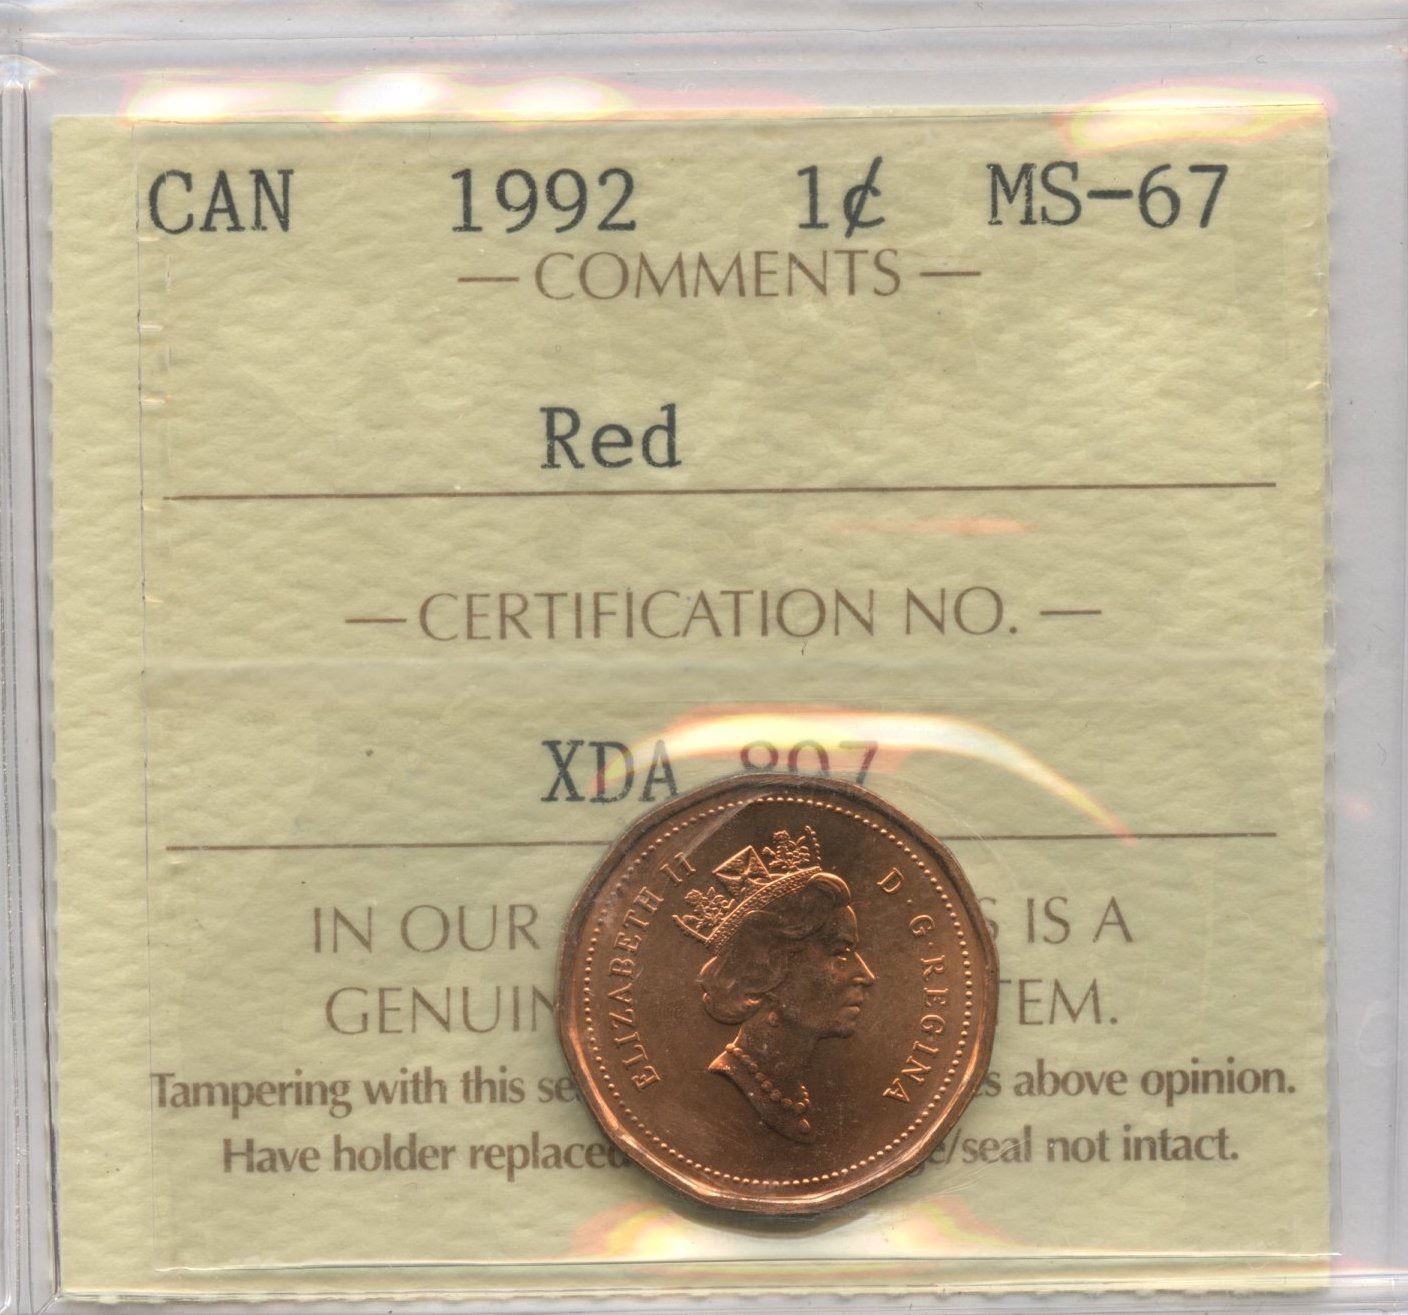 CAN 1992 1¢ MS-67
— COMMENTS —
Red
— CERTIFICATION NO. —
XDA 807
ELIZABETH II D·G·REGINA
IN OUR S IS A
GENUIN TEM.
Tampering with this se s above opinion.
Have holder replaced e/seal not intact.